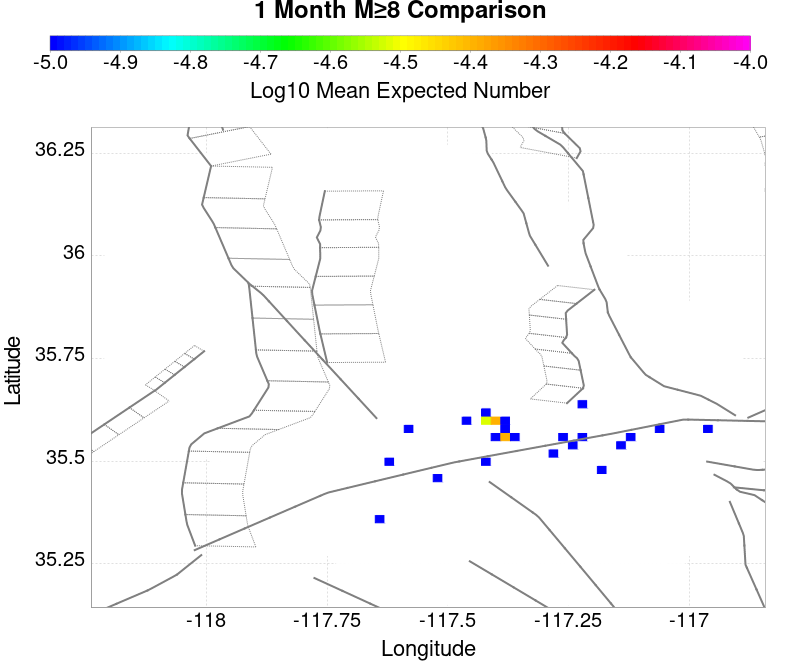 1 Month M≥8 Comparison
-5.0 -4.9 -4.8 -4.7 -4.6 -4.5 -4.4 -4.3 -4.2 -4.1 -4.0
Log10 Mean Expected Number
36.25
36
35.75
35.5
35.25
Latitude
-118 -117.75 -117.5 -117.25 -117
Longitude